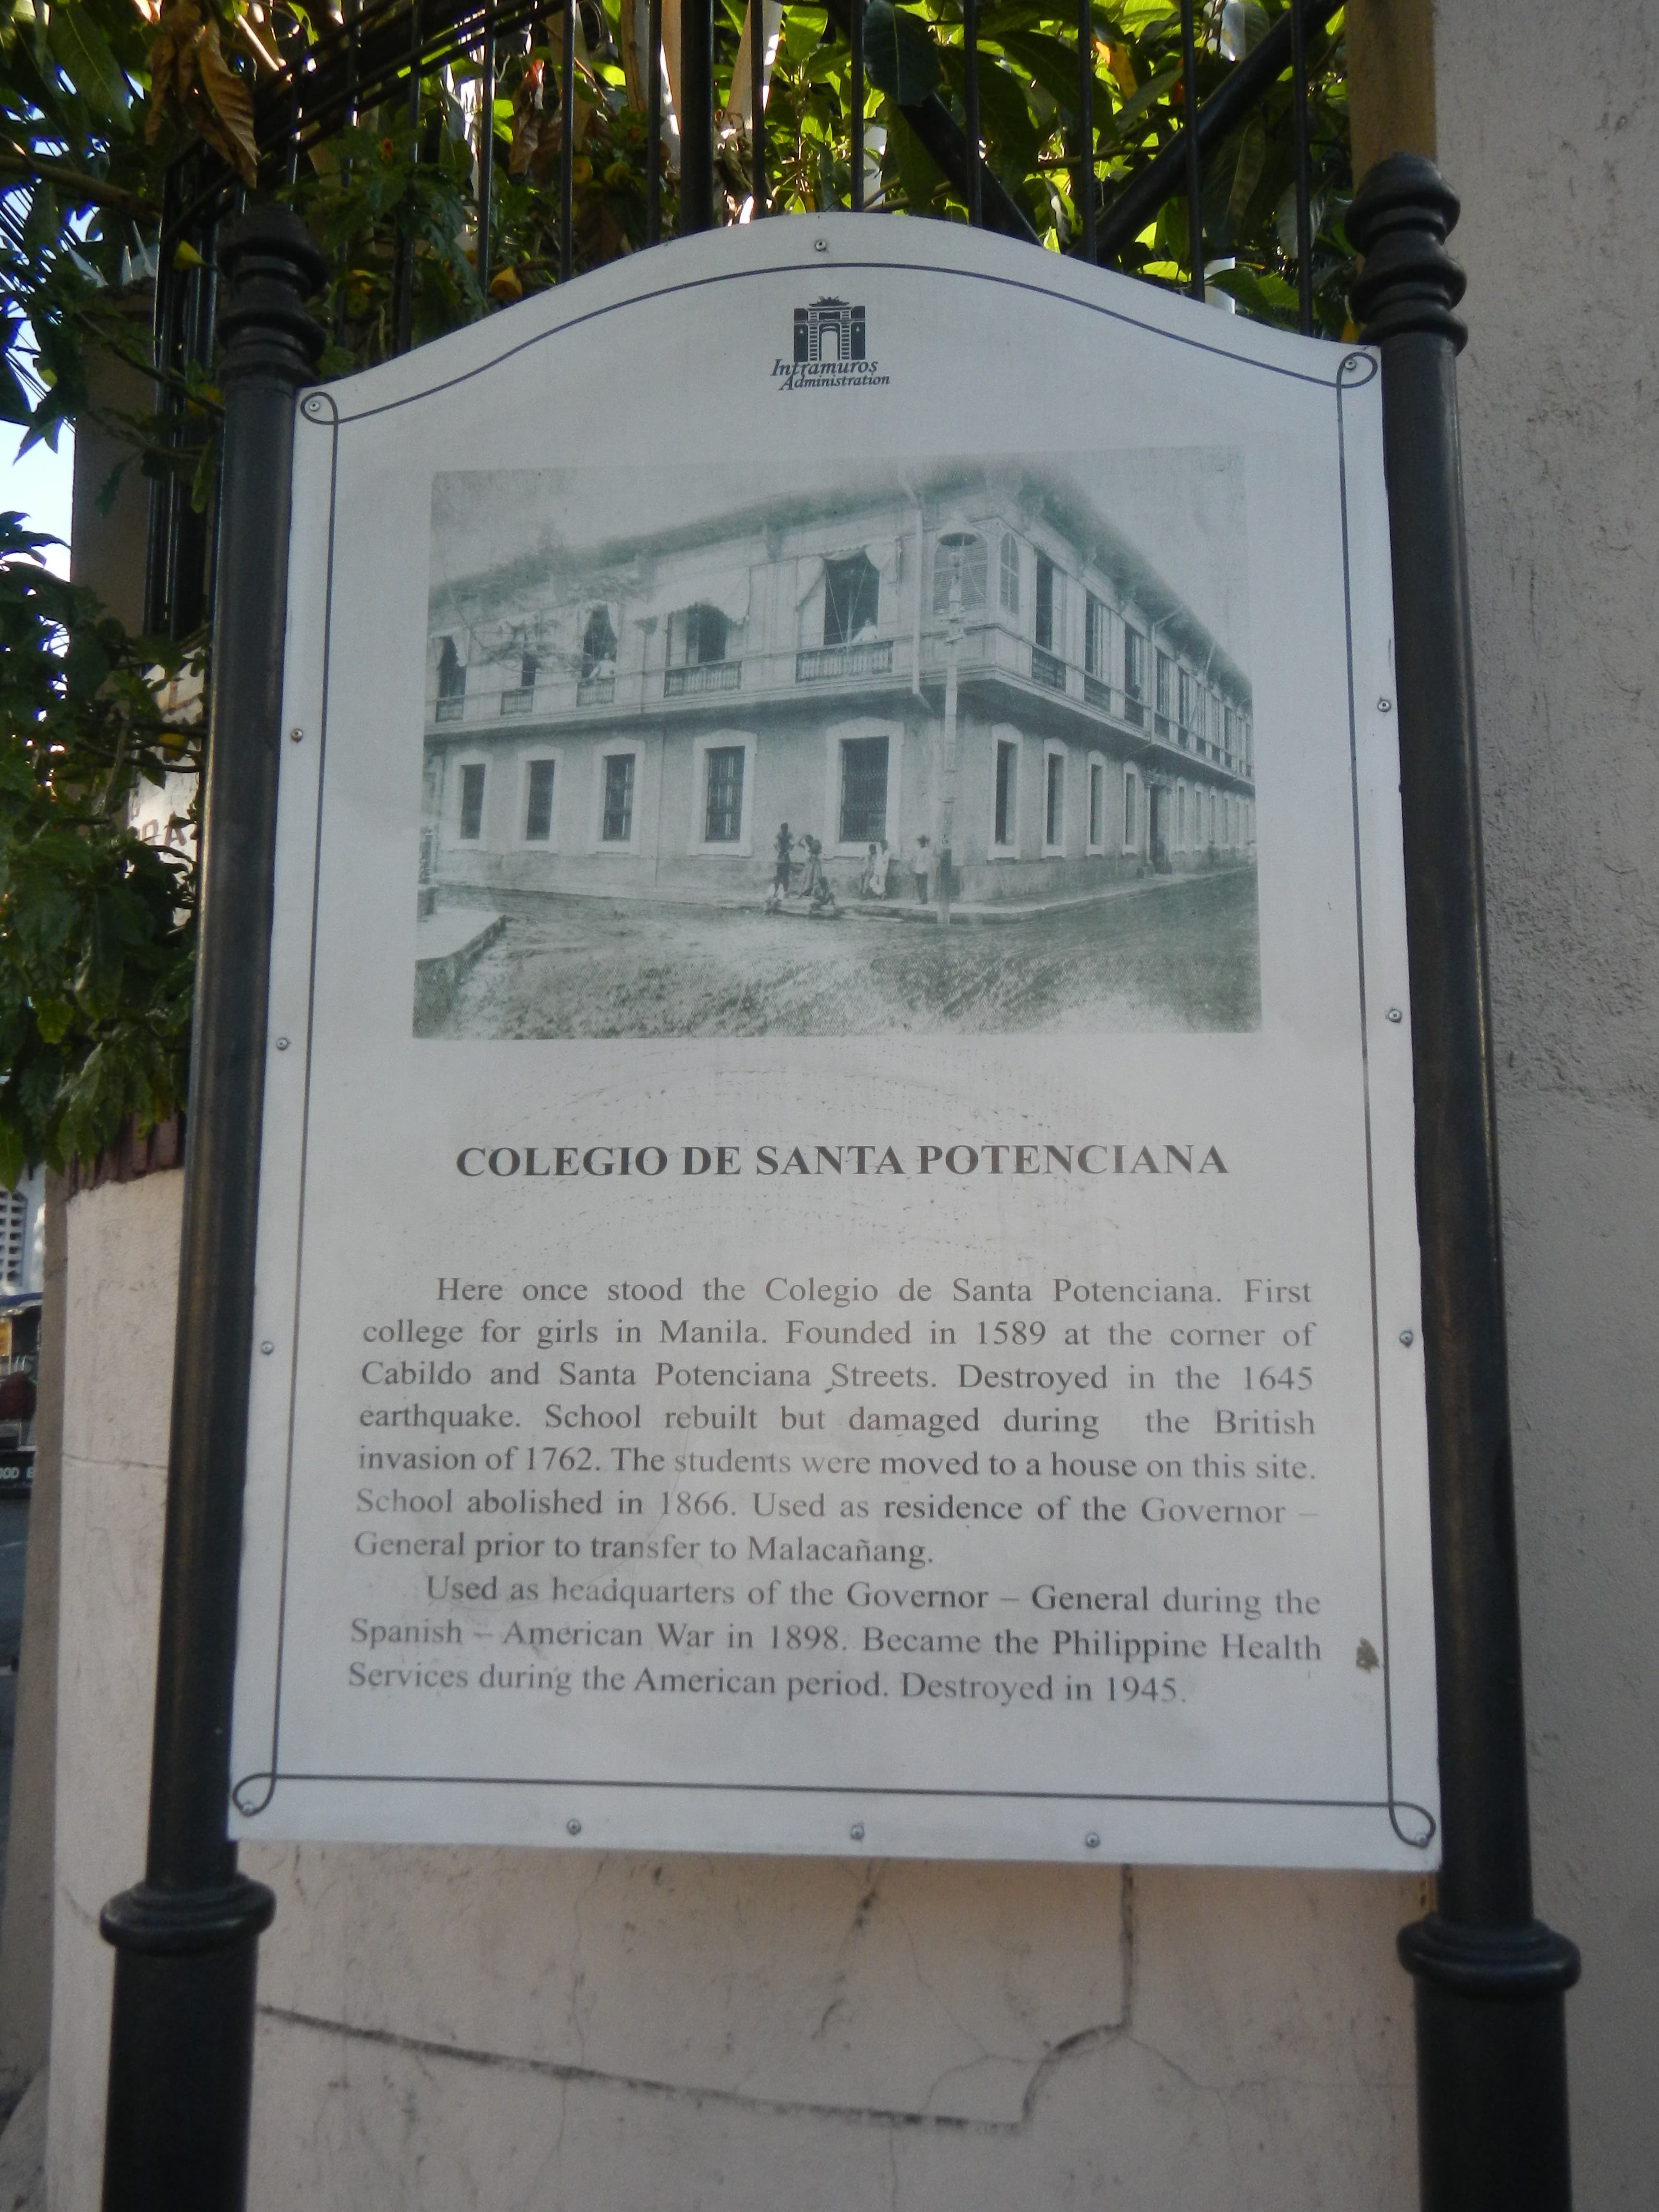 Intramuros
Administration
COLEGIO DE SANTA POTENCIANA
Here once stood the Colegio de Santa Potenciana. First
college for girls in Manila. Founded in 1589 at the corner of
Cabildo and Santa Potenciana Streets. Destroyed in the 1645
earthquake. School rebuilt but damaged during the British
invasion of 1762. The students were moved to a house on this site.
School abolished in 1866. Used as residence of the Governor –
General prior to transfer to Malacañang.
Used as headquarters of the Governor – General during the
Spanish – American War in 1898. Became the Philippine Health
Services during the American period. Destroyed in 1945.